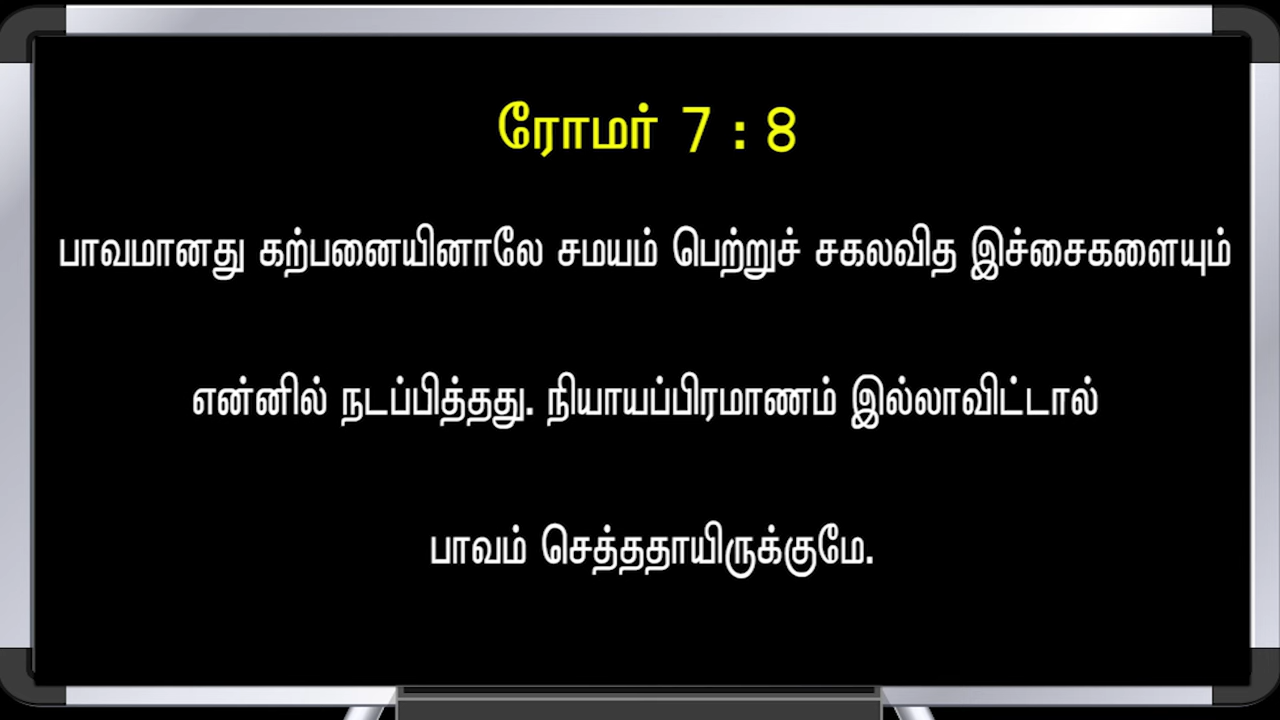 ரோமர் 7 : 8
பாவமானது கற்பனையினாலே சமயம் பெற்றுச் சகலவித இச்சைகளையும்
என்னில் நடப்பித்தது. நியாயப்பிரமாணம் இல்லாவிட்டால்
பாவம் செத்ததாயிருக்குமே.